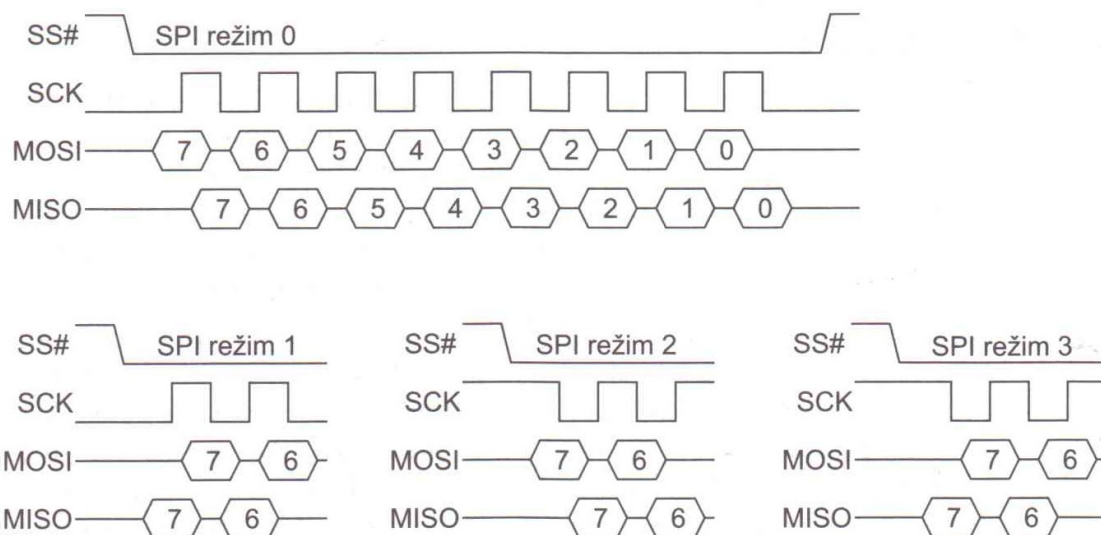 SS# SPI režim 0
SCK
MOSI 7 6 5 4 3 2 1 0
MISO 7 6 5 4 3 2 1 0
SS# SPI režim 1
SCK
MOSI 7 6
MISO 7 6
SS# SPI režim 2
SCK
MOSI 7 6
MISO 7 6
SS# SPI režim 3
SCK
MOSI 7 6
MISO 7 6